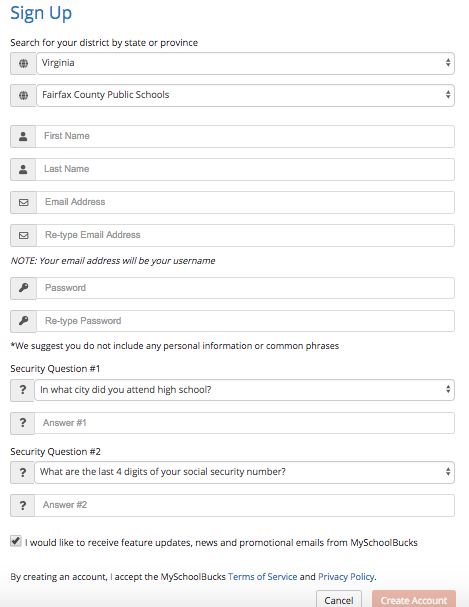 Sign Up
Search for your district by state or province
Virginia
Fairfax County Public Schools
First Name
Last Name
Email Address
Re-type Email Address
NOTE: Your email address will be your username
Password
Re-type Password
*We suggest you do not include any personal information or common phrases
Security Question #1
? In what city did you attend high school?
? Answer #1
Security Question #2
? What are the last 4 digits of your social security number?
? Answer #2
I would like to receive feature updates, news and promotional emails from MySchoolBucks
By creating an account, I accept the MySchoolBucks Terms of Service and Privacy Policy.
Cancel Create Account